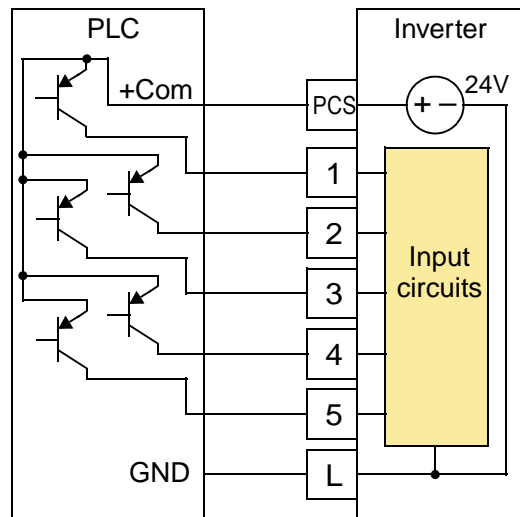 PLC
Inverter
+Com
PCS
+ −
24V
1
2
3
4
5
Input
circuits
GND
L